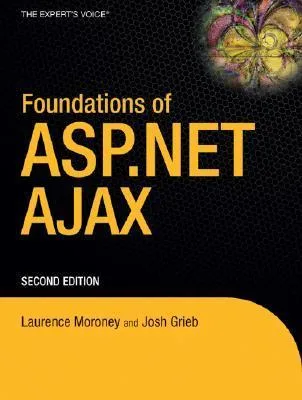 THE EXPERT'S VOICE®
Foundations of
ASP.NET
AJAX
SECOND EDITION
Laurence Moroney and Josh Grieb